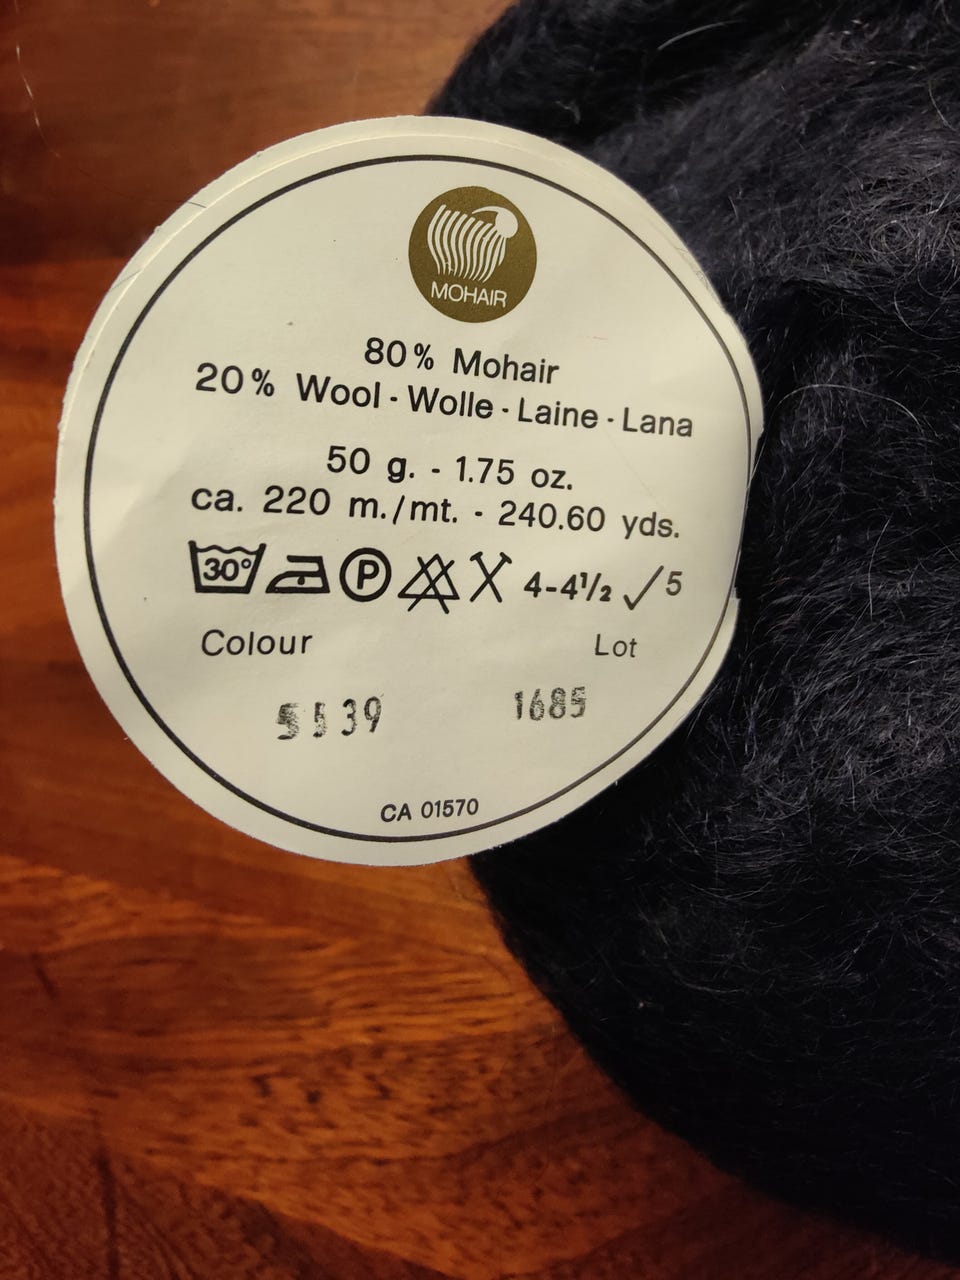 MOHAIR
80% Mohair
20% Wool · Wolle · Laine · Lana
50 g. - 1.75 oz.
ca. 220 m./mt. - 240.60 yds.
30° P 4-4½ 5
Colour Lot
5539 1685
CA 01570